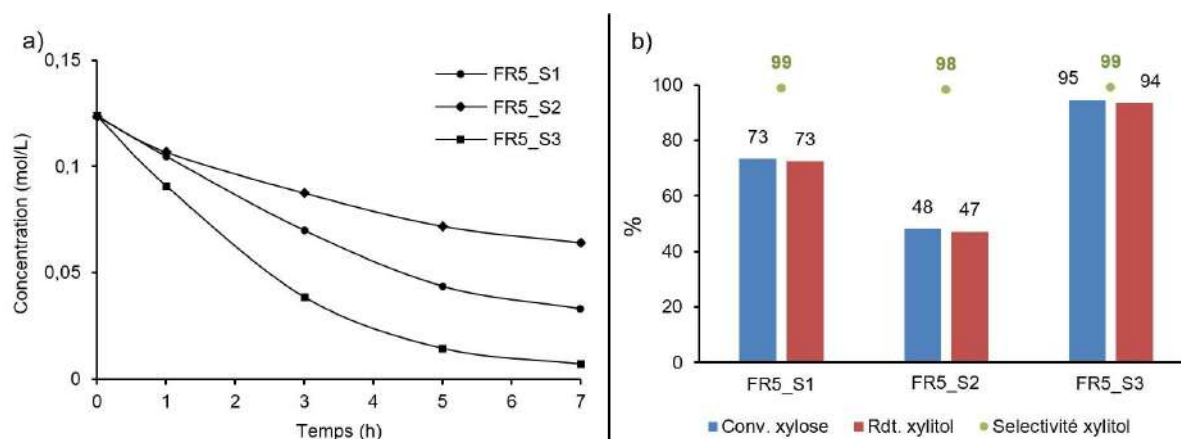 a)
0,15
0,1
0,05
0
Concentration (mol/L)
FR5_S1
FR5_S2
FR5_S3
0 1 2 3 4 5 6 7
Temps (h)
b)
99 98 99
100
80
60
40
20
0
%
73 73 48 47 95 94
FR5_S1 FR5_S2 FR5_S3
Conv. xylose Rdt. xylitol Selectivité xylitol